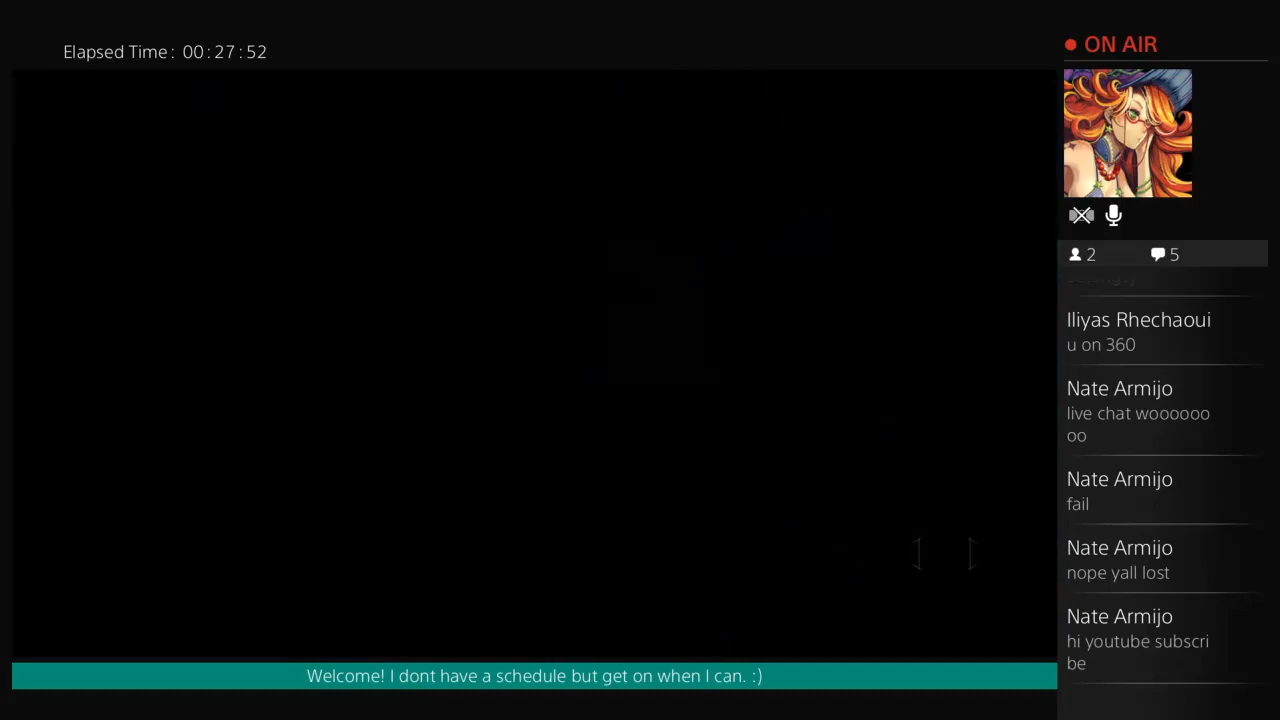 Elapsed Time: 00:27:52
ON AIR
2
5
Iliyas Rhechaoui
u on 360
Nate Armijo
live chat woooooo
oo
Nate Armijo
fail
Nate Armijo
nope yall lost
Nate Armijo
hi youtube subscri
be
Welcome! I dont have a schedule but get on when I can. :)